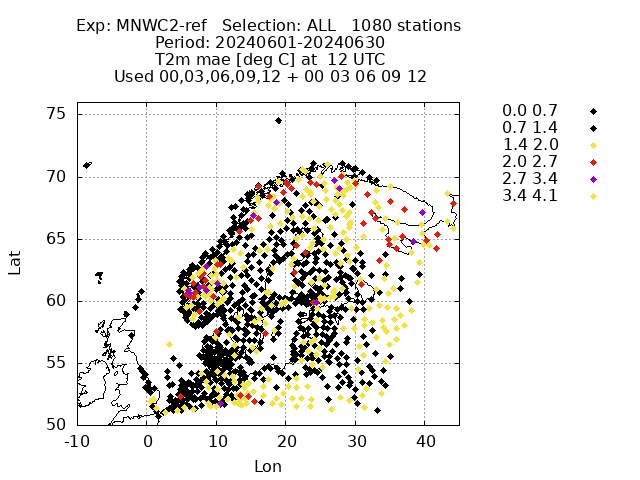 Exp: MNWC2-ref Selection: ALL 1080 stations
Period: 20240601-20240630
T2m mae [deg C] at 12 UTC
Used 00,03,06,09,12 + 00 03 06 09 12
0.0 0.7
0.7 1.4
1.4 2.0
2.0 2.7
2.7 3.4
3.4 4.1
75
70
65
60
55
50
Lat
-10 0 10 20 30 40
Lon